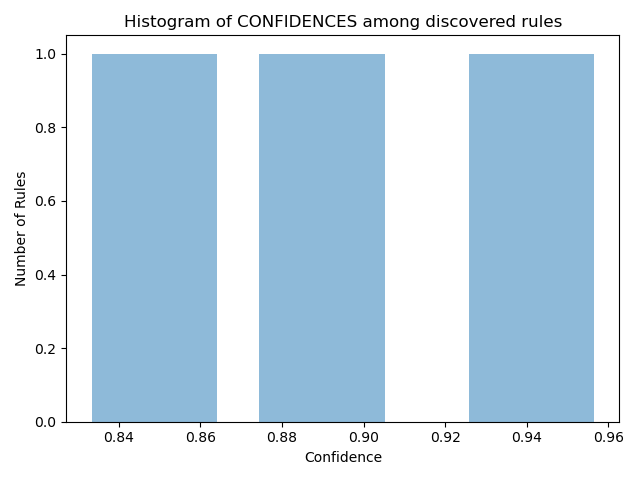 Histogram of CONFIDENCES among discovered rules
1.0
0.8
0.6
0.4
0.2
0.0
Number of Rules
0.84 0.86 0.88 0.90 0.92 0.94 0.96
Confidence